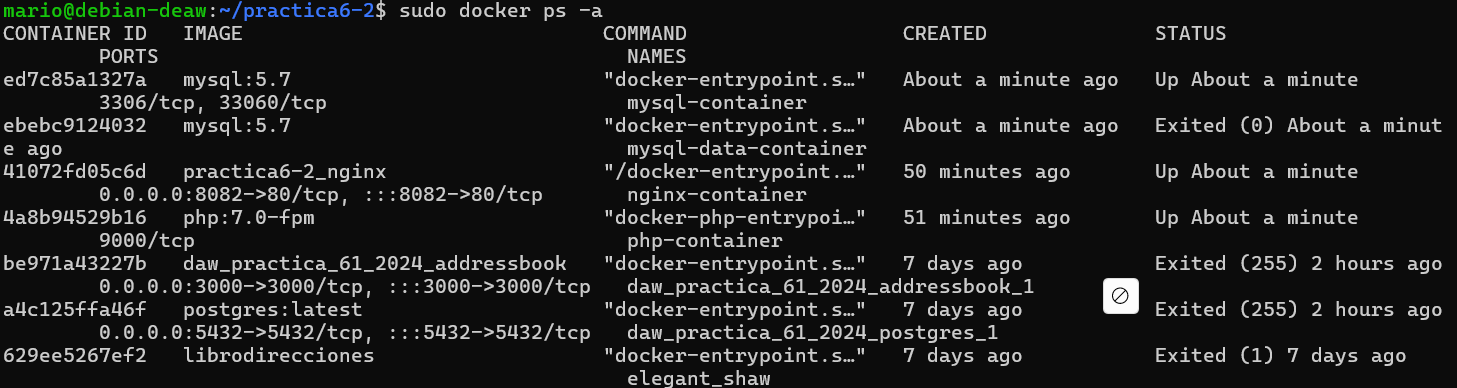 mario@debian-deaw:~/practica6-2$ sudo docker ps -a
CONTAINER ID   IMAGE                              COMMAND                  CREATED              STATUS
        PORTS                                       NAMES
ed7c85a1327a   mysql:5.7                          "docker-entrypoint.s…"   About a minute ago   Up About a minute
        3306/tcp, 33060/tcp                         mysql-container
ebebc9124032   mysql:5.7                          "docker-entrypoint.s…"   About a minute ago   Exited (0) About a minut
e ago                                               mysql-data-container
41072fd05c6d   practica6-2_nginx                  "/docker-entrypoint.…"   50 minutes ago       Up About a minute
        0.0.0.0:8082->80/tcp, :::8082->80/tcp       nginx-container
4a8b94529b16   php:7.0-fpm                        "docker-php-entrypoi…"   51 minutes ago       Up About a minute
        9000/tcp                                    php-container
be971a43227b   daw_practica_61_2024_addressbook   "docker-entrypoint.s…"   7 days ago           Exited (255) 2 hours ago
        0.0.0.0:3000->3000/tcp, :::3000->3000/tcp   daw_practica_61_2024_addressbook_1
a4c125ffa46f   postgres:latest                    "docker-entrypoint.s…"   7 days ago           Exited (255) 2 hours ago
        0.0.0.0:5432->5432/tcp, :::5432->5432/tcp   daw_practica_61_2024_postgres_1
629ee5267ef2   librodirecciones                   "docker-entrypoint.s…"   7 days ago           Exited (1) 7 days ago
                                                    elegant_shaw